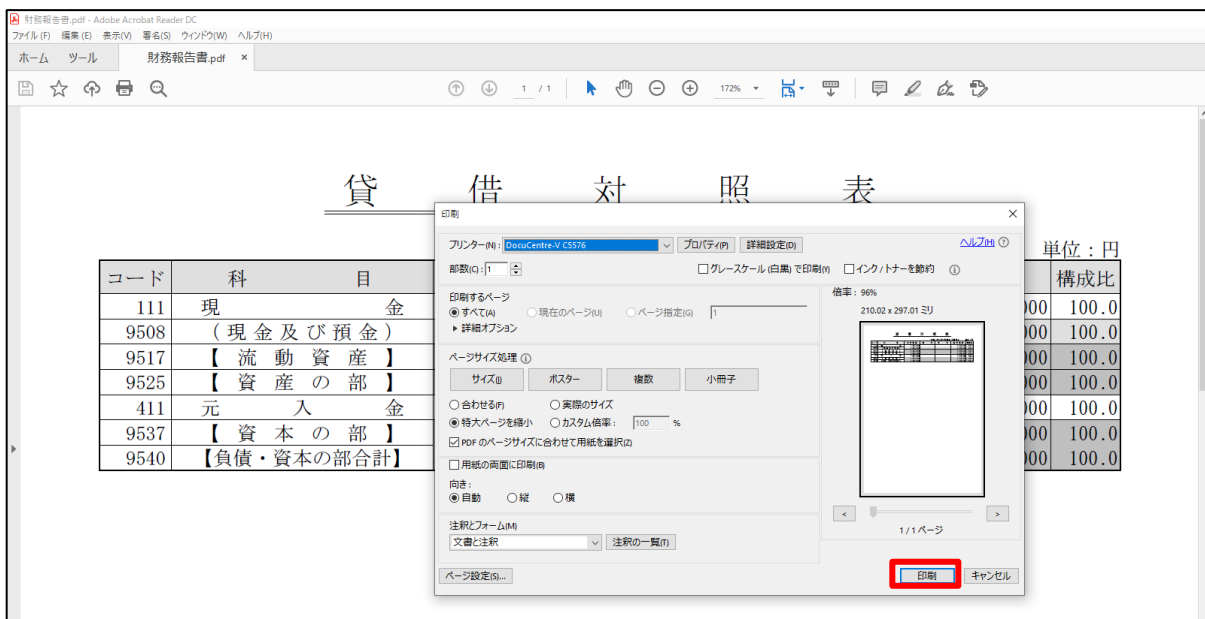 財務報告書.pdf - Adobe Acrobat Reader DC
ファイル(F) 編集(E) 表示(V) 署名(S) ウィンドウ(W) ヘルプ(H)
ホーム ツール 財務報告書.pdf ×
1 / 1 172%
貸借対照表
単位：円
コード 科目 構成比
111 現金 000 100.0
9508 (現金及び預金) 000 100.0
9517 【流動資産】 000 100.0
9525 【資産の部】 000 100.0
411 元入金 000 100.0
9537 【資本の部】 000 100.0
9540 【負債・資本の部合計】 000 100.0
印刷 ×
プリンター(N): DocuCentre-V C5576 プロパティ(P) 詳細設定(D) ヘルプ(H)
部数(C): 1 グレースケール (白黒) で印刷(Y) インク/トナーを節約
印刷するページ
すべて(A) 現在のページ(U) ページ指定(G) 1
詳細オプション
ページサイズ処理
サイズ(I) ポスター 複数 小冊子
合わせる(F) 実際のサイズ
特大ページを縮小 カスタム倍率: 100 %
PDF のページサイズに合わせて用紙を選択(Z)
用紙の両面に印刷(B)
向き:
自動 縦 横
注釈とフォーム(M)
文書と注釈 注釈の一覧(T)
倍率: 96%
210.02 x 297.01 ミリ
< >
1 / 1 ページ
ページ設定(S)... 印刷 キャンセル